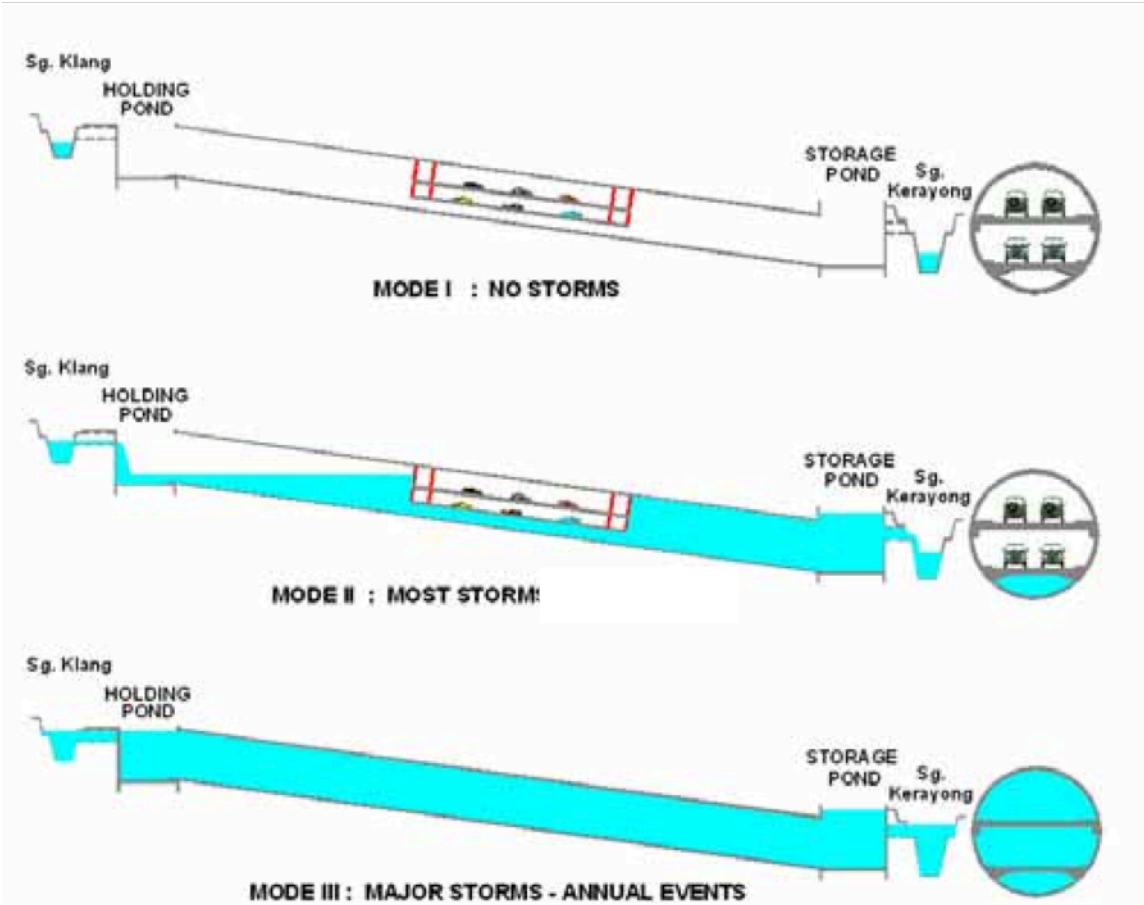 Sg. Klang
HOLDING
POND
STORAGE
POND
Sg.
Kerayong
MODE I : NO STORMS
Sg. Klang
HOLDING
POND
STORAGE
POND
Sg.
Kerayong
MODE II : MOST STORMS
Sg. Klang
HOLDING
POND
STORAGE
POND
Sg.
Kerayong
MODE III : MAJOR STORMS - ANNUAL EVENTS